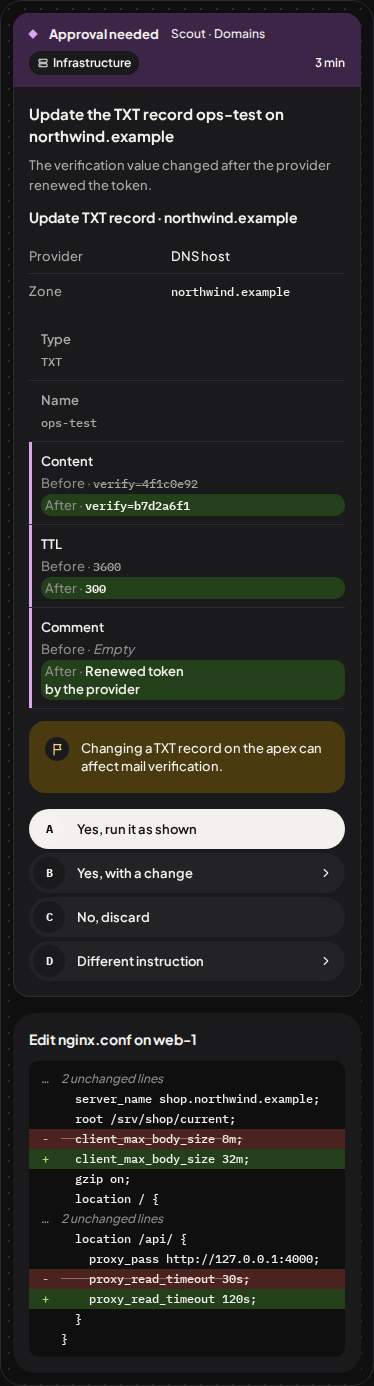 Approval needed Scout · Domains
Infrastructure 3 min
Update the TXT record ops-test on
northwind.example
The verification value changed after the provider
renewed the token.
Update TXT record · northwind.example
Provider DNS host
Zone northwind.example
Type
TXT
Name
ops-test
Content
Before · verify=4f1c0e92
After · verify=b7d2a6f1
TTL
Before · 3600
After · 300
Comment
Before · Empty
After · Renewed token
by the provider
Changing a TXT record on the apex can
affect mail verification.
A Yes, run it as shown
B Yes, with a change
C No, discard
D Different instruction
Edit nginx.conf on web-1
… 2 unchanged lines
server_name shop.northwind.example;
root /srv/shop/current;
- client_max_body_size 8m;
+ client_max_body_size 32m;
gzip on;
location / {
… 2 unchanged lines
location /api/ {
proxy_pass http://127.0.0.1:4000;
- proxy_read_timeout 30s;
+ proxy_read_timeout 120s;
}
}